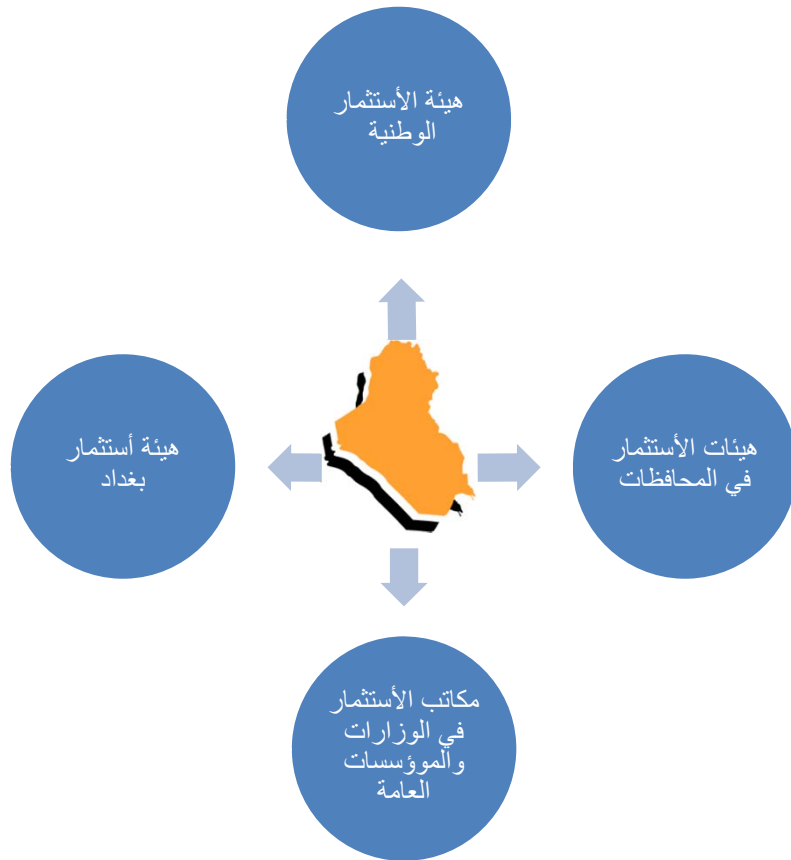 هيئة الأستثمار
الوطنية
هيئات الأستثمار
في المحافظات
هيئة أستثمار
بغداد
مكاتب الأستثمار
في الوزارات
والموؤسسات
العامة